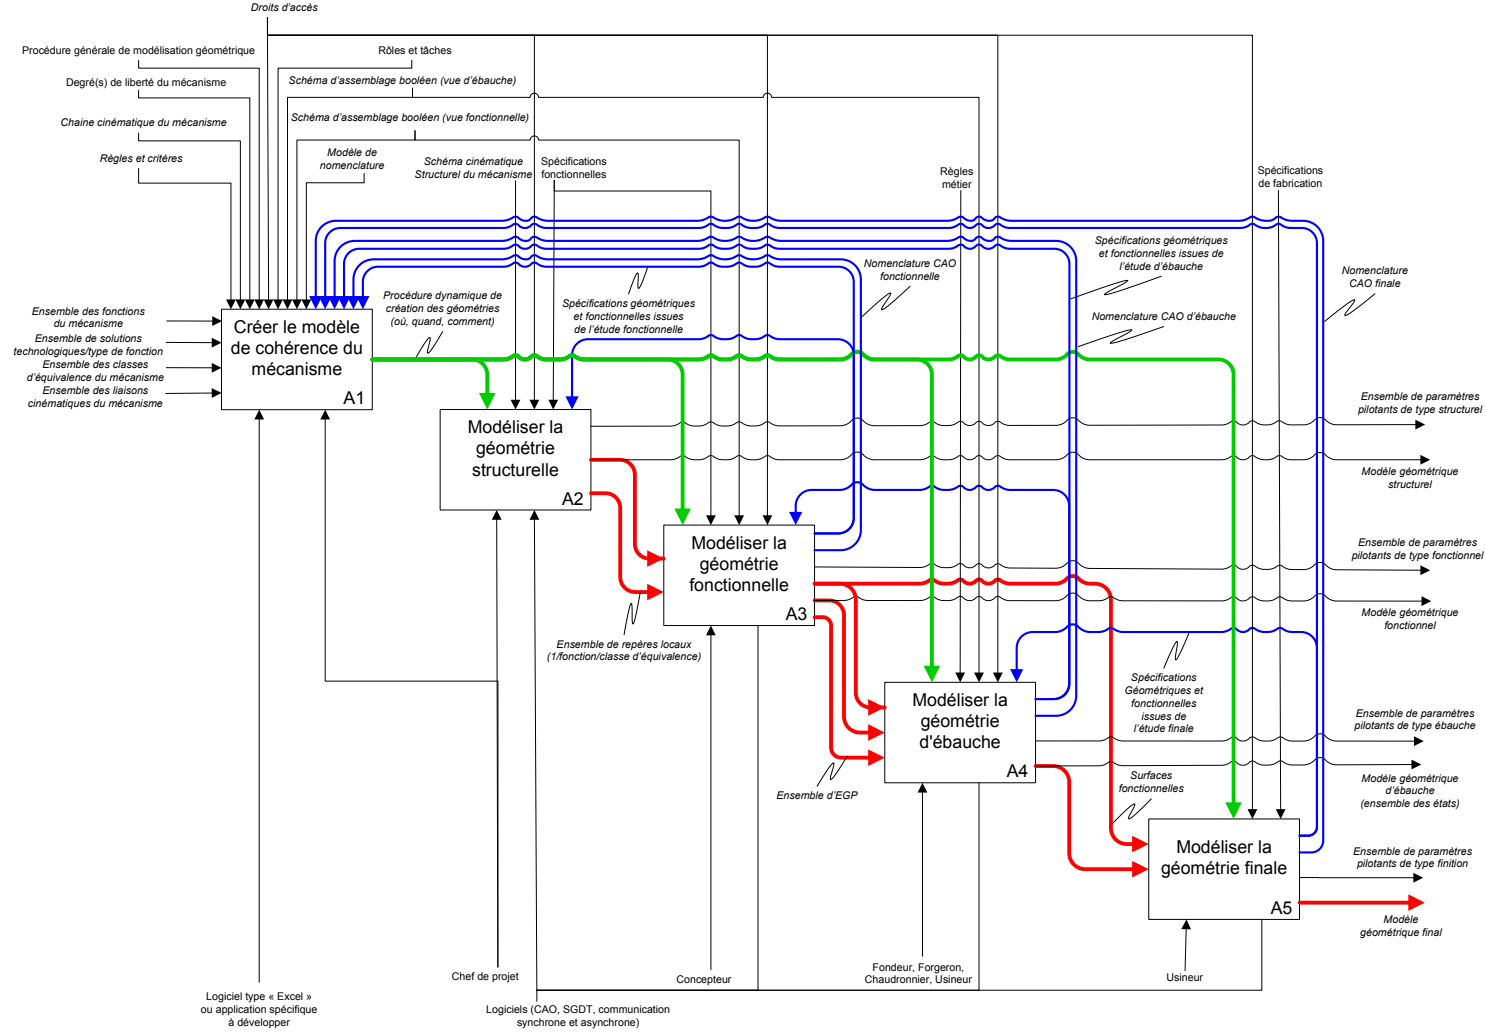 Droits d'accès
Procédure générale de modélisation géométrique
Rôles et tâches
Degré(s) de liberté du mécanisme
Schéma d'assemblage booléen (vue d'ébauche)
Chaine cinématique du mécanisme
Schéma d'assemblage booléen (vue fonctionnelle)
Règles et critères
Modèle de
nomenclature
Schéma cinématique
Structurel du mécanisme
Spécifications
fonctionnelles
Règles
métier
Spécifications
de fabrication
Procédure dynamique de
création des géométries
(où, quand, comment)
Spécifications géométriques
et fonctionnelles issues
de l'étude fonctionnelle
Nomenclature CAO
fonctionnelle
Spécifications géométriques
et fonctionnelles issues de
l'étude d'ébauche
Nomenclature CAO d'ébauche
Nomenclature
CAO finale
Ensemble des fonctions
du mécanisme
Ensemble de solutions
technologiques/type de fonction
Ensemble des classes
d'équivalence du mécanisme
Ensemble des liaisons
cinématiques du mécanisme
Créer le modèle
de cohérence du
mécanisme
A1
Modéliser la
géométrie
structurelle
A2
Ensemble de paramètres
pilotants de type structurel
Modèle géométrique
structurel
Modéliser la
géométrie
fonctionnelle
A3
Ensemble de paramètres
pilotants de type fonctionnel
Modèle géométrique
fonctionnel
Ensemble de repères locaux
(1/fonction/classe d'équivalence)
Modéliser la
géométrie
d'ébauche
A4
Spécifications
Géométriques et
fonctionnelles
issues de
l'étude finale
Ensemble de paramètres
pilotants de type ébauche
Modèle géométrique
d'ébauche
(ensemble des états)
Ensemble d'EGP
Surfaces
fonctionnelles
Modéliser la
géométrie finale
A5
Ensemble de paramètres
pilotants de type finition
Modèle
géométrique final
Chef de projet
Concepteur
Fondeur, Forgeron,
Chaudronnier, Usineur
Usineur
Logiciel type « Excel »
ou application spécifique
à développer
Logiciels (CAO, SGDT, communication
synchrone et asynchrone)